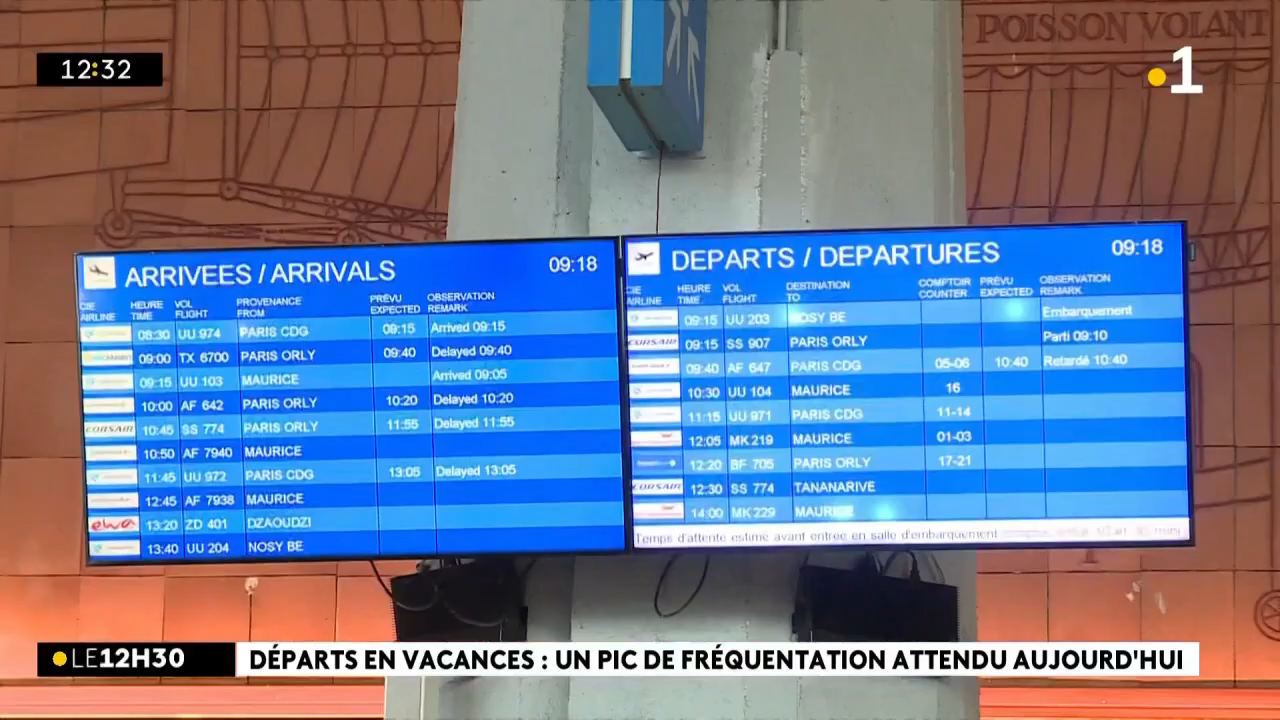 POISSON VOLANT
12:32
1
ARRIVEES / ARRIVALS 09:18
CIE AIRLINE HEURE TIME VOL FLIGHT PROVENANCE FROM PRÉVU EXPECTED OBSERVATION REMARK
08:30 UU 974 PARIS CDG 09:15 Arrived 09:15
09:00 TX 6700 PARIS ORLY 09:40 Delayed 09:40
09:15 UU 103 MAURICE Arrived 09:05
10:00 AF 642 PARIS ORLY 10:20 Delayed 10:20
CORSAIR 10:45 SS 774 PARIS ORLY 11:55 Delayed 11:55
10:50 AF 7940 MAURICE
11:45 UU 972 PARIS CDG 13:05 Delayed 13:05
12:45 AF 7938 MAURICE
ewa 13:20 ZD 401 DZAOUDZI
13:40 UU 204 NOSY BE
DEPARTS / DEPARTURES 09:18
CIE AIRLINE HEURE TIME VOL FLIGHT DESTINATION TO COMPTOIR COUNTER PRÉVU EXPECTED OBSERVATION REMARK
09:15 UU 203 NOSY BE Embarquement
CORSAIR 09:15 SS 907 PARIS ORLY Parti 09:10
09:40 AF 647 PARIS CDG 05-06 10:40 Retardé 10:40
10:30 UU 104 MAURICE 16
11:15 UU 971 PARIS CDG 11-14
12:05 MK 219 MAURICE 01-03
12:20 BF 705 PARIS ORLY 17-21
CORSAIR 12:30 SS 774 TANANARIVE
14:00 MK 229 MAURICE
Temps d'attente estimé avant entrée en salle d'embarquement
LE12H30
DÉPARTS EN VACANCES : UN PIC DE FRÉQUENTATION ATTENDU AUJOURD'HUI